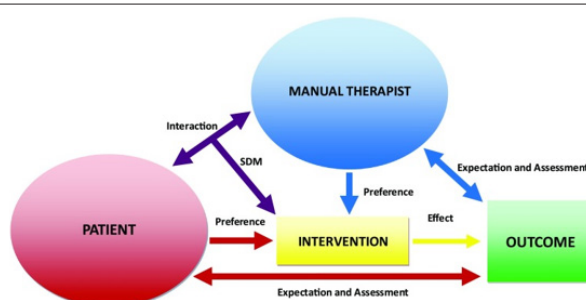 MANUAL THERAPIST
Interaction
SDM
Expectation and Assessment
Preference
Preference
Effect
PATIENT
INTERVENTION
OUTCOME
Expectation and Assessment